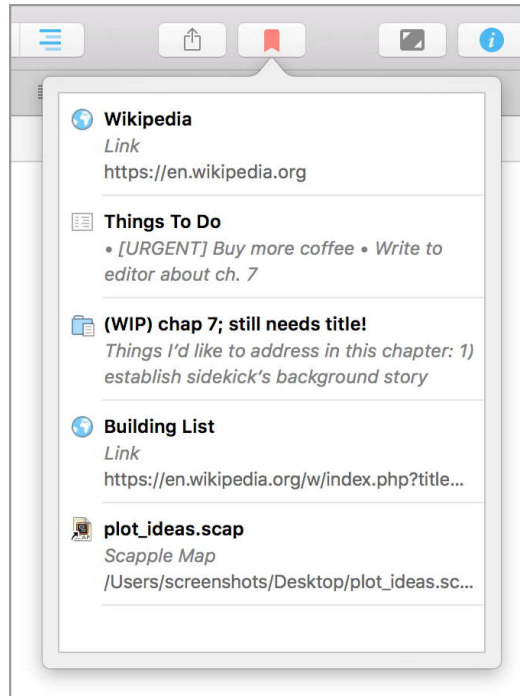 Wikipedia
Link
https://en.wikipedia.org
Things To Do
• [URGENT] Buy more coffee • Write to
editor about ch. 7
(WIP) chap 7; still needs title!
Things I’d like to address in this chapter: 1)
establish sidekick’s background story
Building List
Link
https://en.wikipedia.org/w/index.php?title...
plot_ideas.scap
Scapple Map
/Users/screenshots/Desktop/plot_ideas.sc...